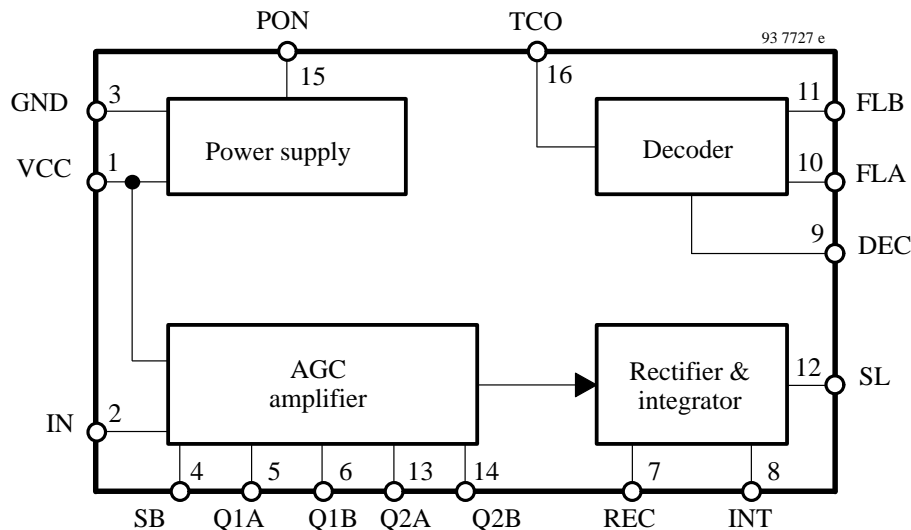 PON
TCO
93 7727 e
GND
3
15
16
11
FLB
Power supply
Decoder
VCC
1
10
FLA
9
DEC
AGC
amplifier
Rectifier &
integrator
12
SL
IN
2
4
5
6
13
14
7
8
SB
Q1A
Q1B
Q2A
Q2B
REC
INT